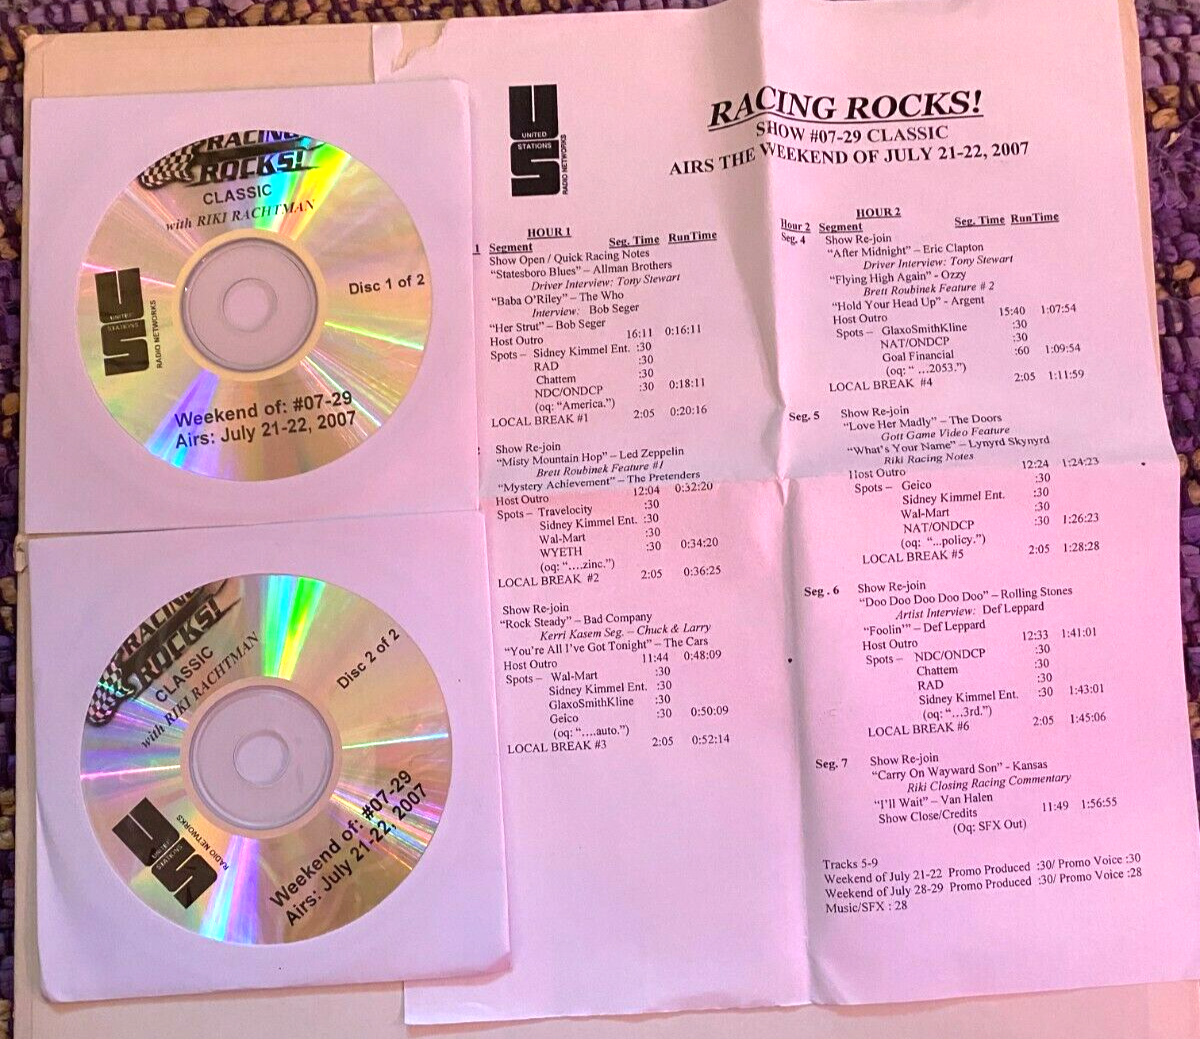 RACING
ROCKS!
CLASSIC
with RIKI RACHTMAN
Disc 1 of 2
US
UNITED
STATIONS
RADIO NETWORKS
Weekend of: #07-29
Airs: July 21-22, 2007
RACING
ROCKS!
CLASSIC
with RIKI RACHTMAN
Disc 2 of 2
US
UNITED
STATIONS
RADIO NETWORKS
Weekend of: #07-29
Airs: July 21-22, 2007
US
UNITED
STATIONS
RADIO NETWORKS
RACING ROCKS!
SHOW #07-29 CLASSIC
AIRS THE WEEKEND OF JULY 21-22, 2007
HOUR 1
1 Segment Seg. Time RunTime
Show Open / Quick Racing Notes
“Statesboro Blues” – Allman Brothers
Driver Interview: Tony Stewart
“Baba O'Riley” – The Who
Interview: Bob Seger
“Her Strut” – Bob Seger
Host Outro 16:11 0:16:11
Spots – Sidney Kimmel Ent. :30
RAD :30
Chattem :30
NDC/ONDCP :30 0:18:11
(oq: “America.”)
LOCAL BREAK #1 2:05 0:20:16
Show Re-join
“Misty Mountain Hop” – Led Zeppelin
Brett Roubinek Feature #1
“Mystery Achievement” – The Pretenders
Host Outro 12:04 0:32:20
Spots – Travelocity :30
Sidney Kimmel Ent. :30
Wal-Mart :30
WYETH :30 0:34:20
(oq: “....zinc.”)
LOCAL BREAK #2 2:05 0:36:25
Show Re-join
“Rock Steady” – Bad Company
Kerri Kasem Seg. – Chuck & Larry
“You're All I've Got Tonight” – The Cars
Host Outro 11:44 0:48:09
Spots – Wal-Mart :30
Sidney Kimmel Ent. :30
GlaxoSmithKline :30
Geico :30 0:50:09
(oq: “....auto.”)
LOCAL BREAK #3 2:05 0:52:14
HOUR 2
Hour 2 Segment Seg. Time RunTime
Seg. 4 Show Re-join
“After Midnight” – Eric Clapton
Driver Interview: Tony Stewart
“Flying High Again” - Ozzy
Brett Roubinek Feature # 2
“Hold Your Head Up” - Argent
Host Outro 15:40 1:07:54
Spots – GlaxoSmithKline :30
NAT/ONDCP :30
Goal Financial :60 1:09:54
(oq: “ ...2053.”)
LOCAL BREAK #4 2:05 1:11:59
Seg. 5 Show Re-join
“Love Her Madly” – The Doors
Gott Game Video Feature
“What's Your Name” – Lynyrd Skynyrd
Riki Racing Notes
Host Outro 12:24 1:24:23
Spots – Geico :30
Sidney Kimmel Ent. :30
Wal-Mart :30
NAT/ONDCP :30 1:26:23
(oq: “...policy.”)
LOCAL BREAK #5 2:05 1:28:28
Seg . 6 Show Re-join
“Doo Doo Doo Doo Doo” – Rolling Stones
Artist Interview: Def Leppard
“Foolin'” – Def Leppard
Host Outro 12:33 1:41:01
Spots – NDC/ONDCP :30
Chattem :30
RAD :30
Sidney Kimmel Ent. :30 1:43:01
(oq: “...3rd.”)
LOCAL BREAK #6 2:05 1:45:06
Seg. 7 Show Re-join
“Carry On Wayward Son” - Kansas
Riki Closing Racing Commentary
“I'll Wait” – Van Halen
Show Close/Credits 11:49 1:56:55
(Oq: SFX Out)
Tracks 5-9
Weekend of July 21-22 Promo Produced :30/ Promo Voice :30
Weekend of July 28-29 Promo Produced :30/ Promo Voice :28
Music/SFX : 28